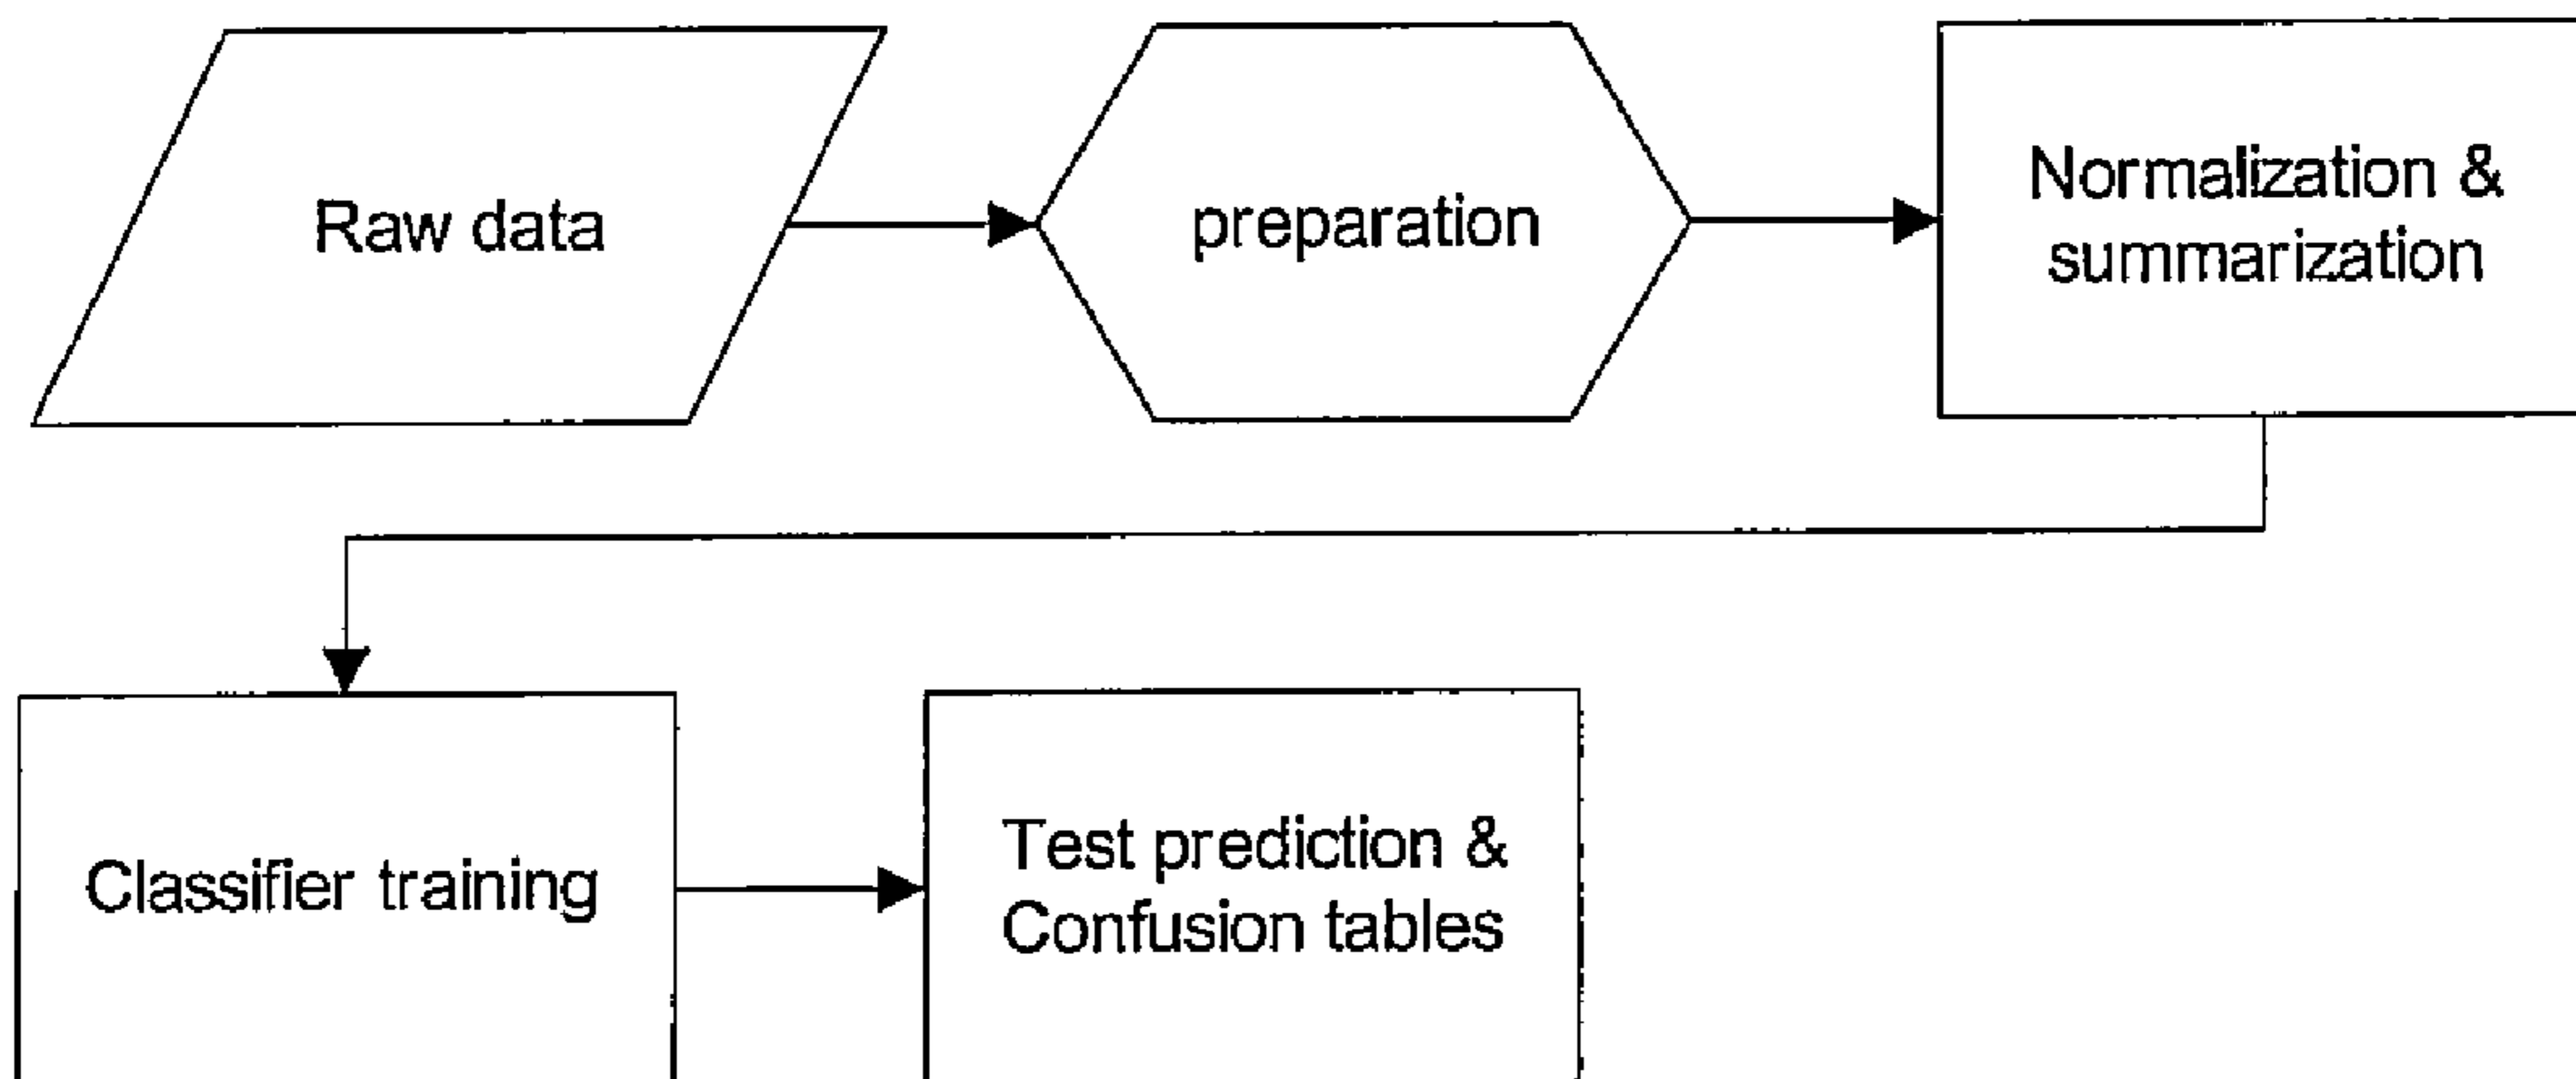 Raw data
preparation
Normalization &
summarization
Classifier training
Test prediction &
Confusion tables